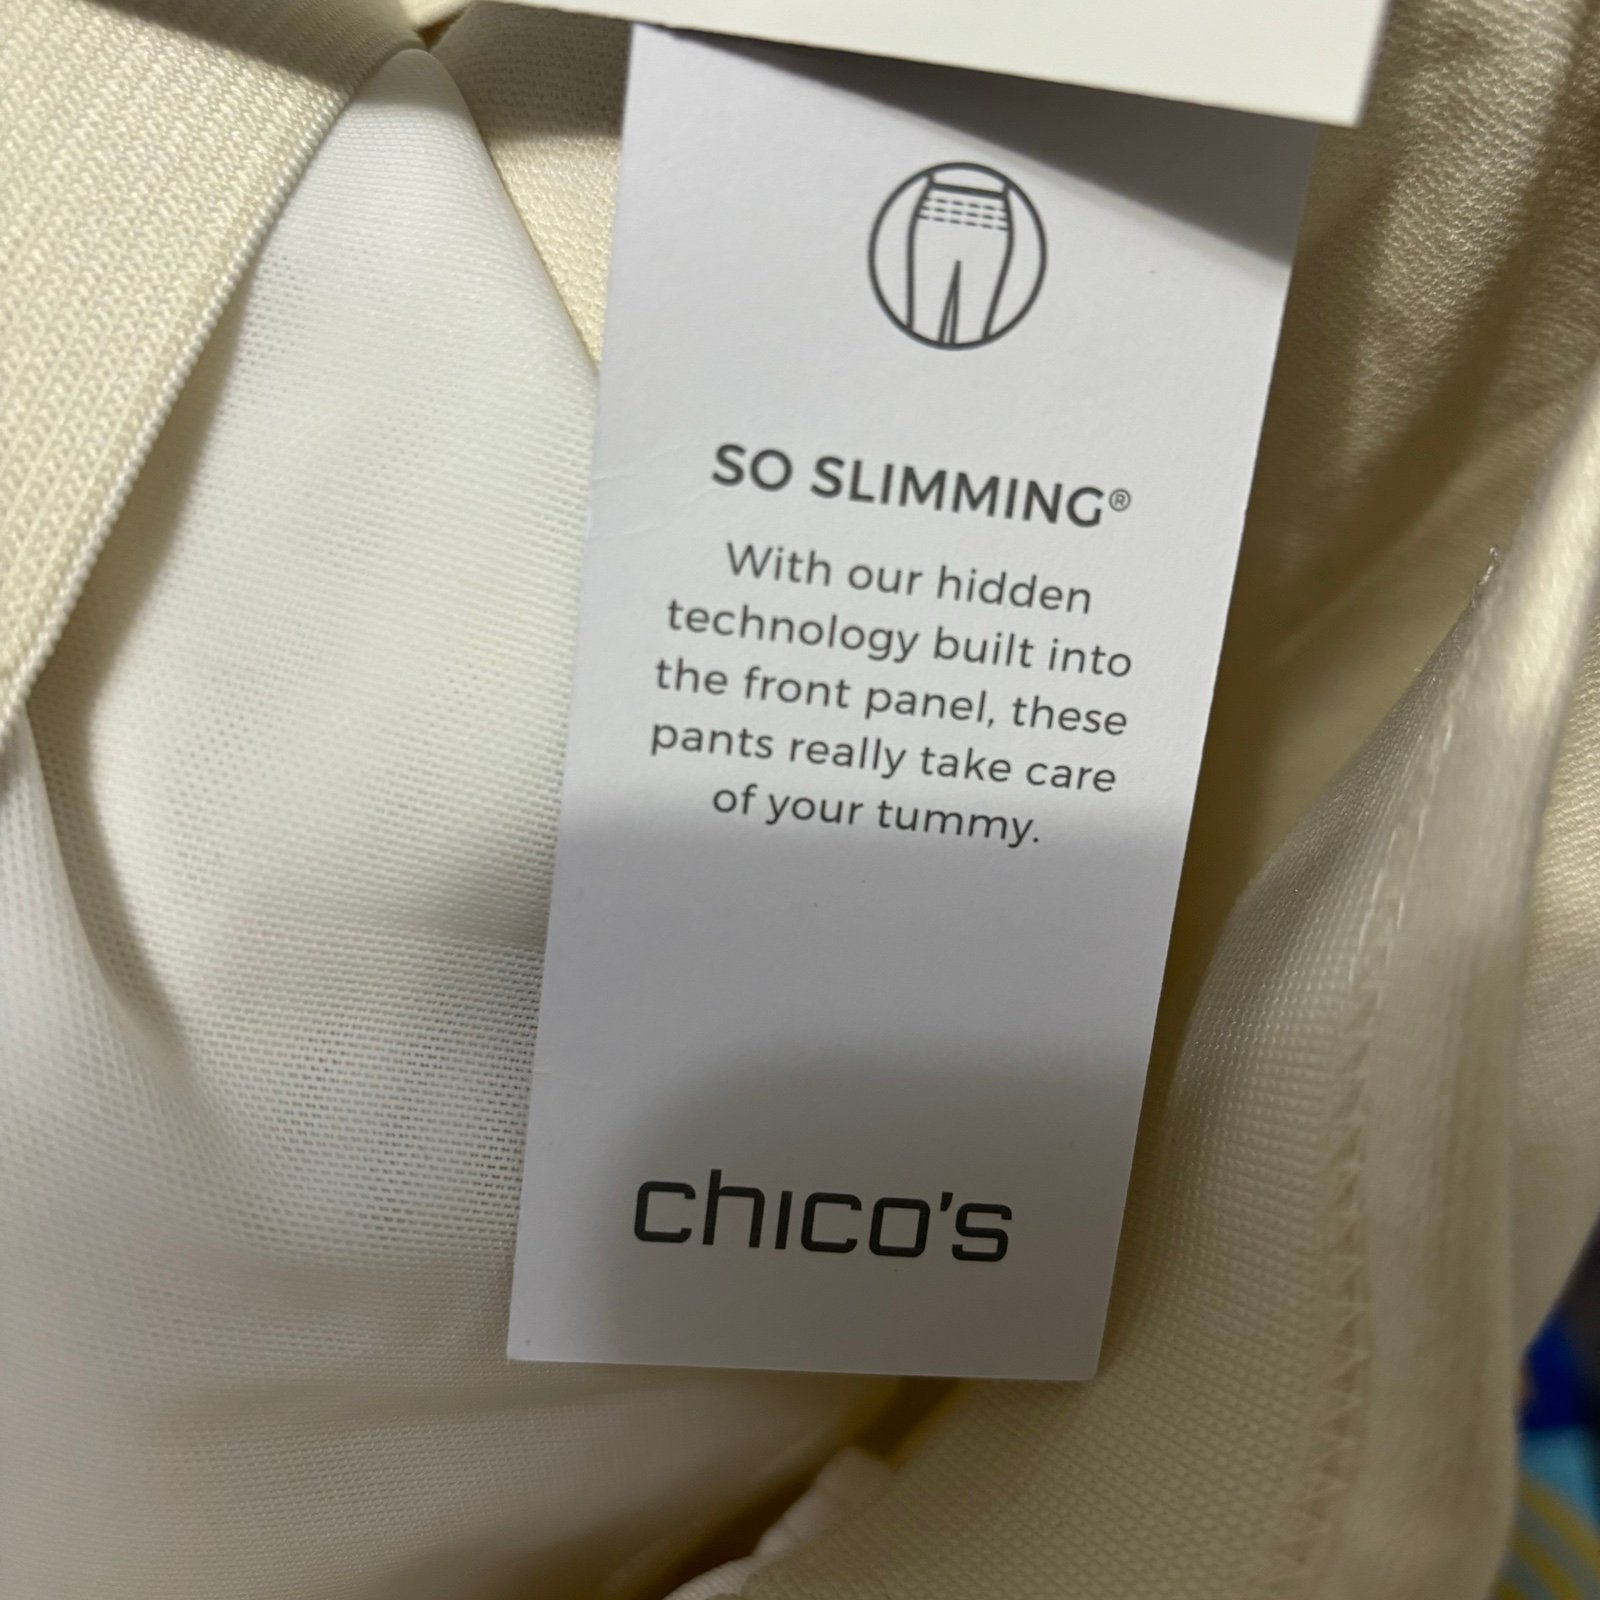 SO SLIMMING®
With our hidden
technology built into
the front panel, these
pants really take care
of your tummy.
chico's